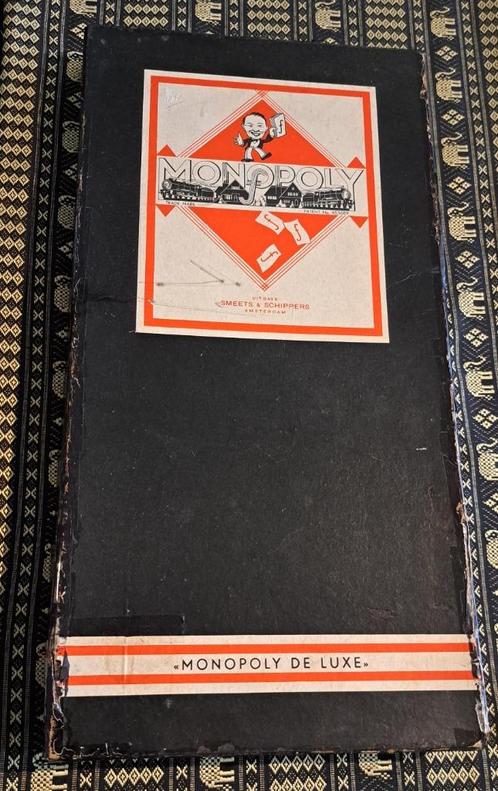 MONOPOLY
TRADE MARK
UITGAVE
SMEETS & SCHIPPERS
AMSTERDAM
«MONOPOLY DE LUXE»